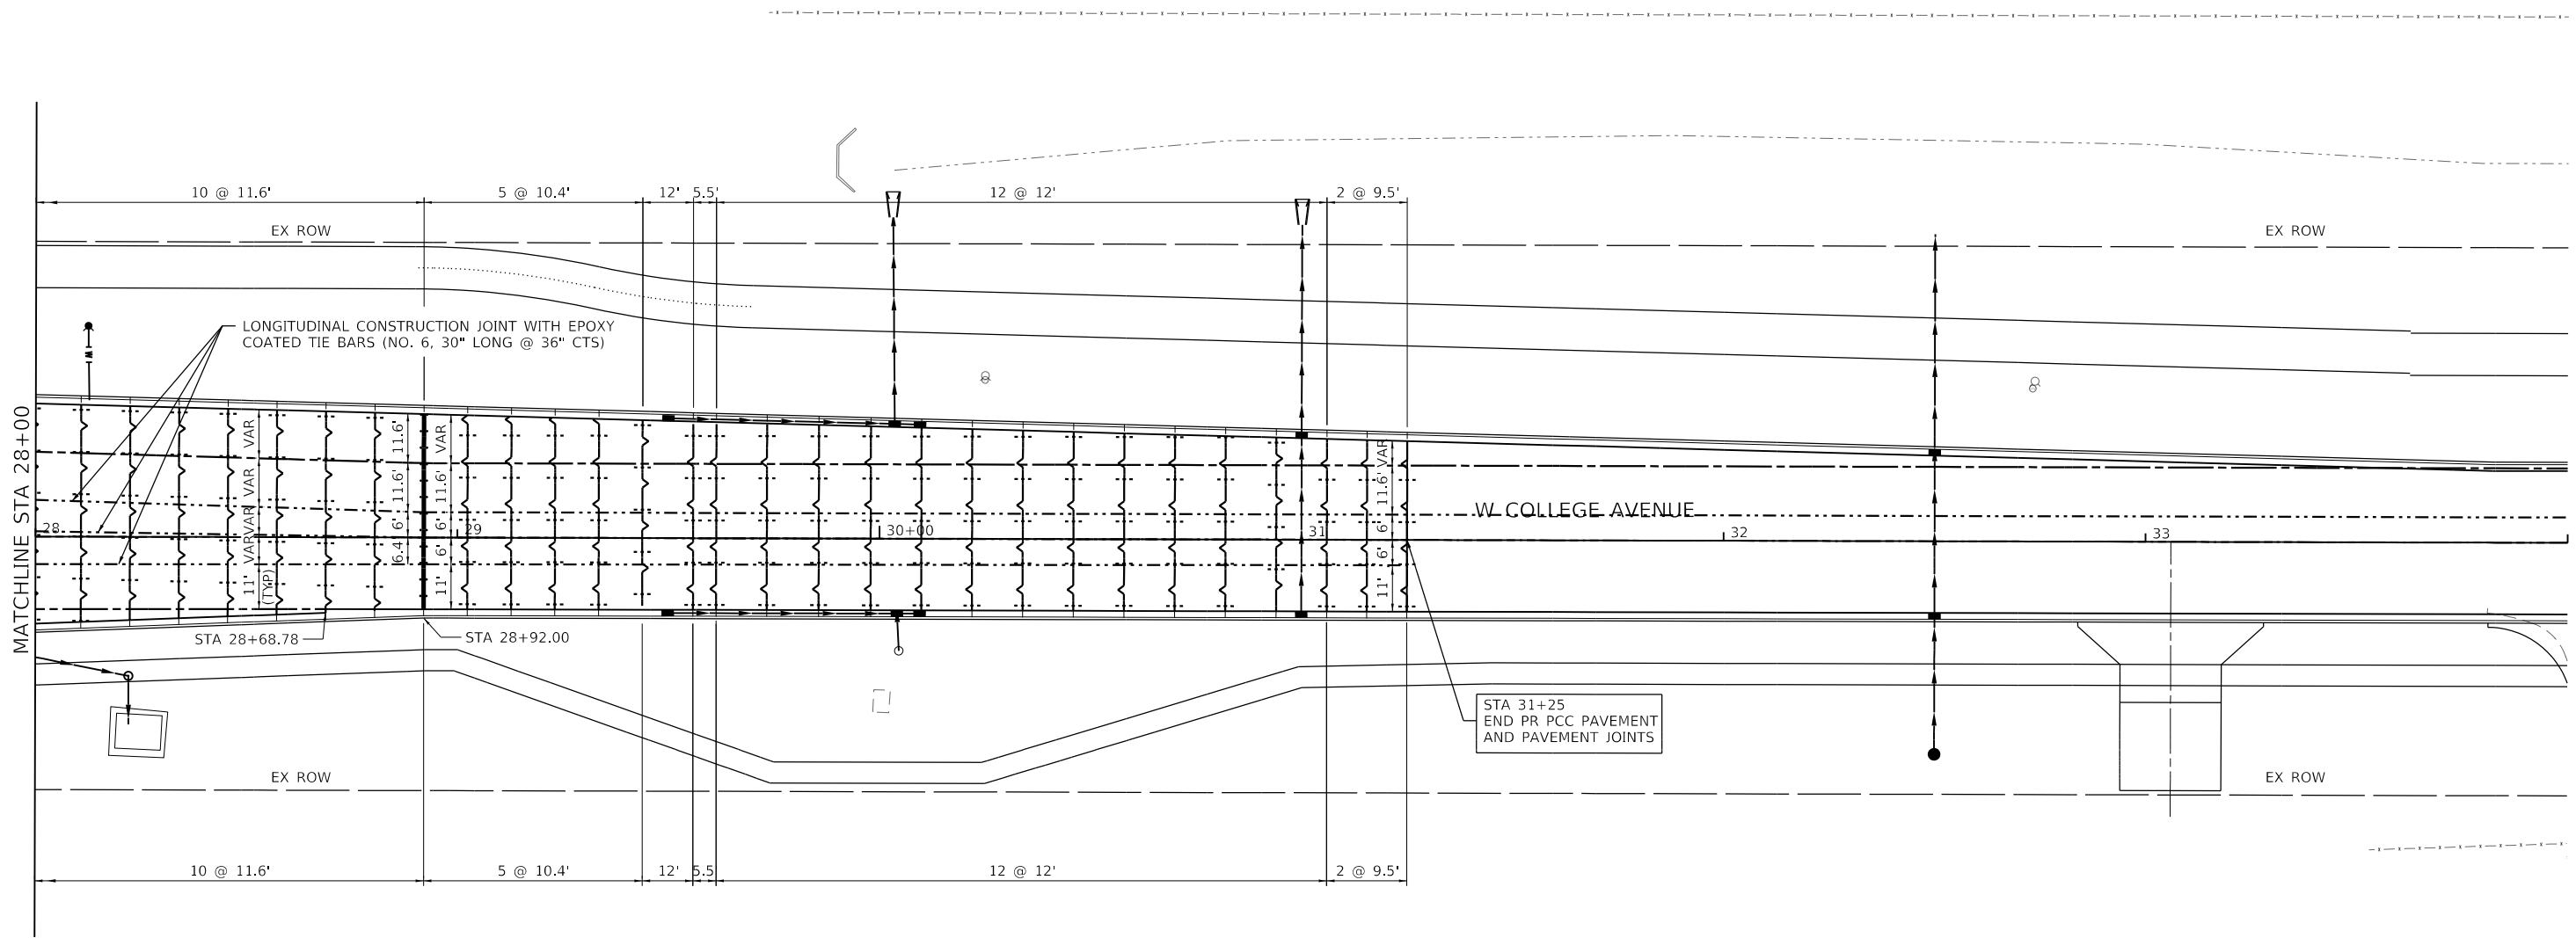 10 @ 11.6'
5 @ 10.4'
12'
5.5'
12 @ 12'
2 @ 9.5'
EX ROW
EX ROW
LONGITUDINAL CONSTRUCTION JOINT WITH EPOXY
COATED TIE BARS (NO. 6, 30" LONG @ 36" CTS)
W
MATCHLINE STA 28+00
11' VAR VAR VAR VAR
(TYP)
6.4' 6' 11.6' 11.6'
11' 6' 6' 11.6' VAR
11' 6' 6' 11.6' VAR
W COLLEGE AVENUE
28
29
30+00
31
32
33
STA 28+68.78
STA 28+92.00
STA 31+25
END PR PCC PAVEMENT
AND PAVEMENT JOINTS
EX ROW
EX ROW
10 @ 11.6'
5 @ 10.4'
12'
5.5'
12 @ 12'
2 @ 9.5'